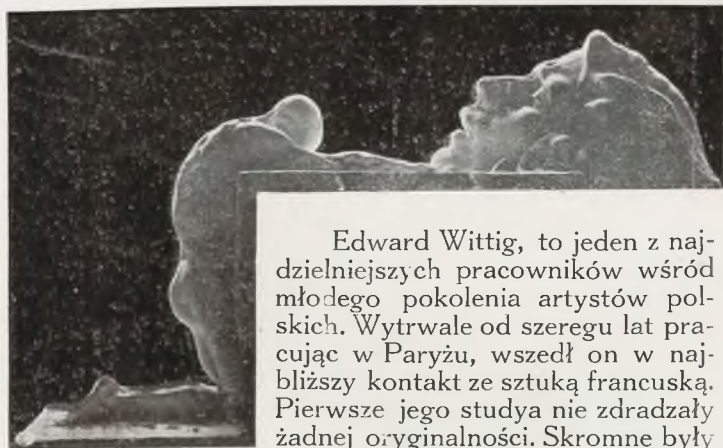 Edward Wittig, to jeden z naj-
dzielniejszych pracowników wśród
młodego pokolenia artystów pol-
skich. Wytrwale od szeregu lat pra-
cując w Paryżu, wszedł on w naj-
bliższy kontakt ze sztuką francuską.
Pierwsze jego studya nie zdradzały
żadnej oryginalności. Skromne były